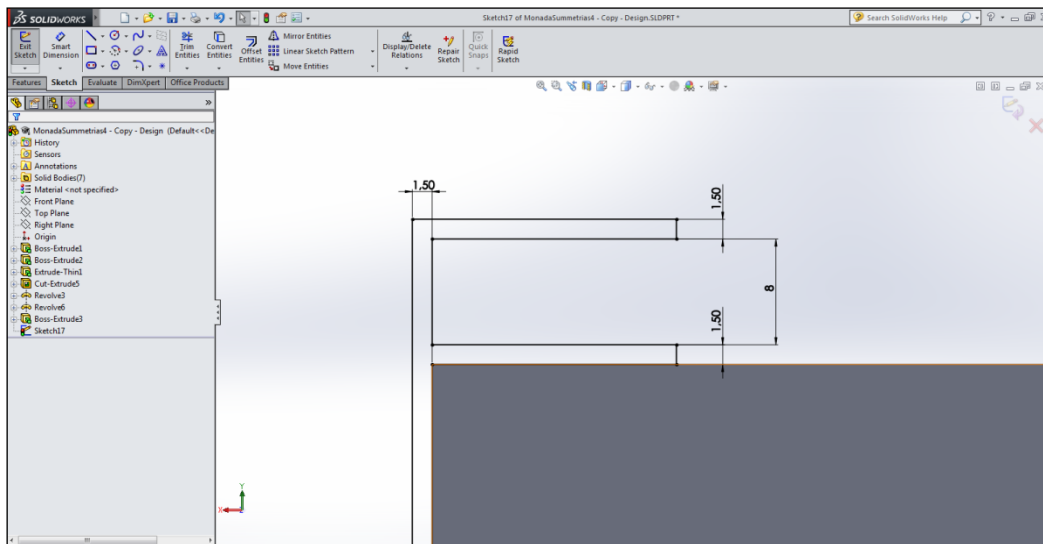 SOLIDWORKS
Sketch17 of MonadaSummetrias4 - Copy - Design.SLDPRT *
Search SolidWorks Help
Exit Sketch
Smart Dimension
Trim Entities
Convert Entities
Offset Entities
Mirror Entities
Linear Sketch Pattern
Move Entities
Display/Delete Relations
Repair Sketch
Quick Snaps
Rapid Sketch
Features
Sketch
Evaluate
DimXpert
Office Products
MonadaSummetrias4 - Copy - Design (Default<<De
History
Sensors
Annotations
Solid Bodies(7)
Material <not specified>
Front Plane
Top Plane
Right Plane
Origin
Boss-Extrude1
Boss-Extrude2
Extrude-Thin1
Cut-Extrude5
Revolve3
Revolve6
Boss-Extrude3
Sketch17
1,50
1,50
8
1,50
Y
X